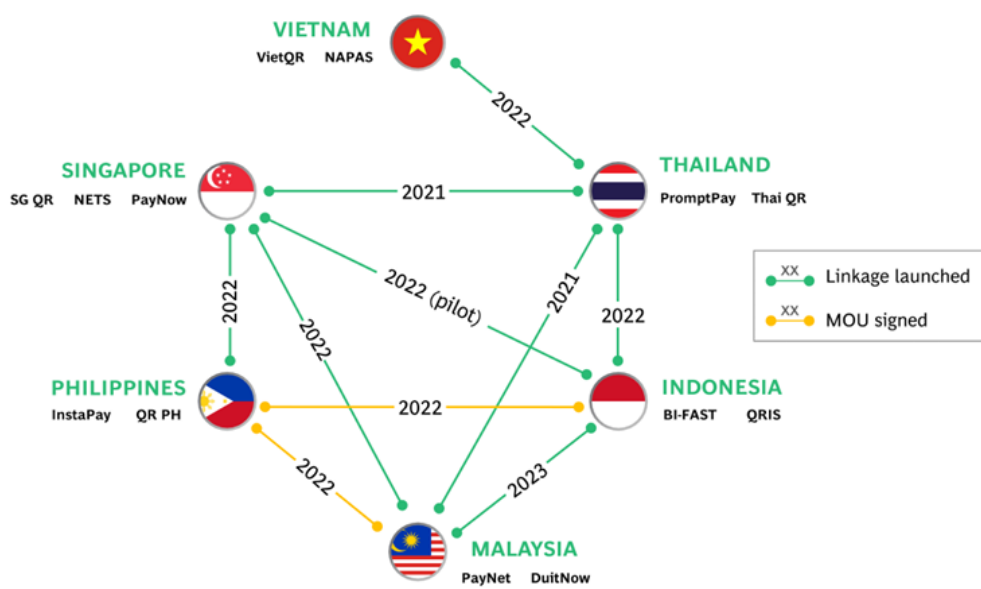 VIETNAM
VietQR NAPAS
2022
SINGAPORE
SG QR NETS PayNow
2021
THAILAND
PromptPay Thai QR
2022 (pilot)
2021
2022
2022
2022
XX Linkage launched
XX MOU signed
PHILIPPINES
InstaPay QR PH
2022
INDONESIA
BI-FAST QRIS
2022
2023
MALAYSIA
PayNet DuitNow